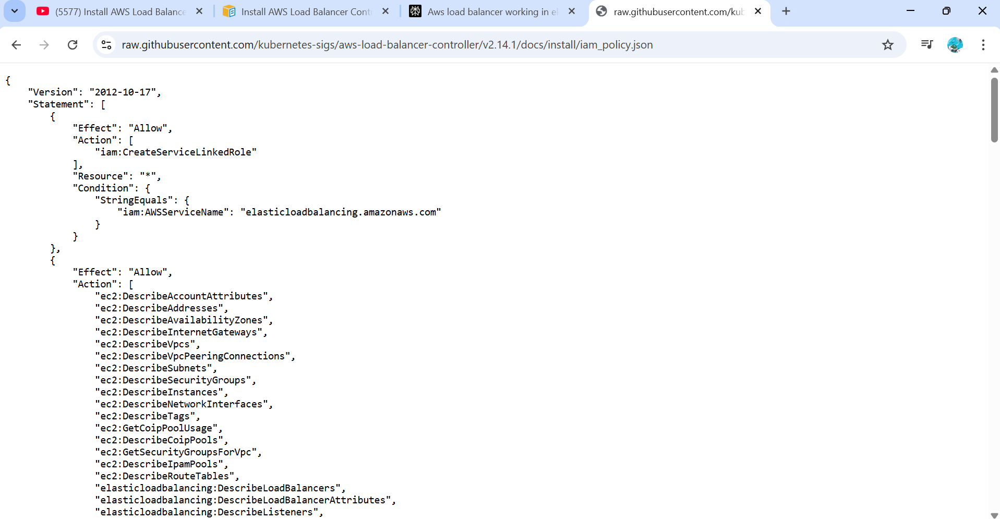 (5577) Install AWS Load Balance
Install AWS Load Balancer Cont
Aws load balancer working in e
raw.githubusercontent.com/kub
raw.githubusercontent.com/kubernetes-sigs/aws-load-balancer-controller/v2.14.1/docs/install/iam_policy.json
{
    "Version": "2012-10-17",
    "Statement": [
        {
            "Effect": "Allow",
            "Action": [
                "iam:CreateServiceLinkedRole"
            ],
            "Resource": "*",
            "Condition": {
                "StringEquals": {
                    "iam:AWSServiceName": "elasticloadbalancing.amazonaws.com"
                }
            }
        },
        {
            "Effect": "Allow",
            "Action": [
                "ec2:DescribeAccountAttributes",
                "ec2:DescribeAddresses",
                "ec2:DescribeAvailabilityZones",
                "ec2:DescribeInternetGateways",
                "ec2:DescribeVpcs",
                "ec2:DescribeVpcPeeringConnections",
                "ec2:DescribeSubnets",
                "ec2:DescribeSecurityGroups",
                "ec2:DescribeInstances",
                "ec2:DescribeNetworkInterfaces",
                "ec2:DescribeTags",
                "ec2:GetCoipPoolUsage",
                "ec2:DescribeCoipPools",
                "ec2:GetSecurityGroupsForVpc",
                "ec2:DescribeIpamPools",
                "ec2:DescribeRouteTables",
                "elasticloadbalancing:DescribeLoadBalancers",
                "elasticloadbalancing:DescribeLoadBalancerAttributes",
                "elasticloadbalancing:DescribeListeners",